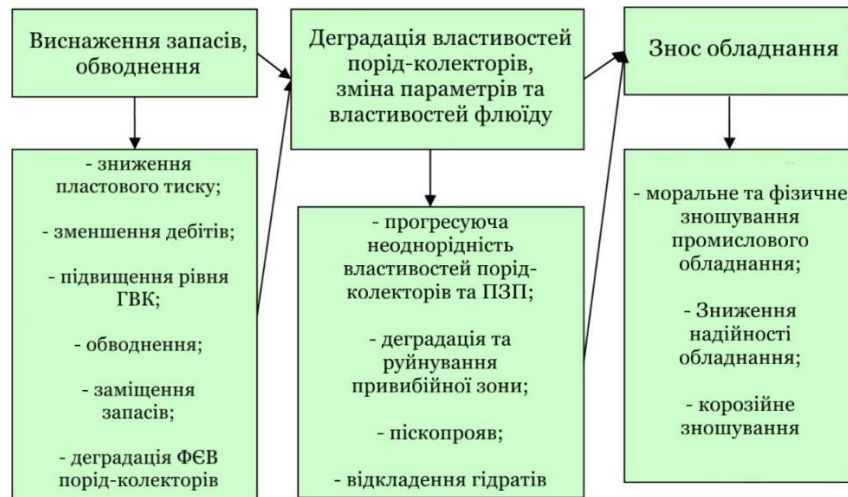 Виснаження запасів,
обводнення
Деградація властивостей
порід-колекторів,
зміна параметрів та
властивостей флюїду
Знос обладнання
- зниження
пластового тиску;
- зменшення дебітів;
- підвищення рівня
ГВК;
- обводнення;
- заміщення
запасів;
- деградація ФЄВ
порід-колекторів
- прогресуюча
неоднорідність
властивостей порід-
колекторів та ПЗП;
- деградація та
руйнування
привибійної зони;
- піскопрояв;
- відкладення гідратів
- моральне та фізичне
зношування
промислового
обладнання;
- Зниження
надійності
обладнання;
- корозійне
зношування